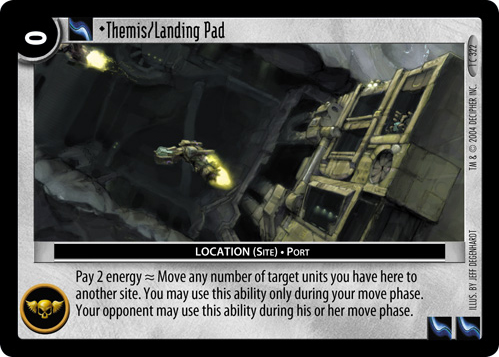 0
•Themis/Landing Pad
1 C 322
TM & © 2004 DECIPHER INC.
ILLUS. BY JEFF DEGENHARDT
LOCATION (SITE) • PORT
Pay 2 energy ≈ Move any number of target units you have here to
another site. You may use this ability only during your move phase.
Your opponent may use this ability during his or her move phase.